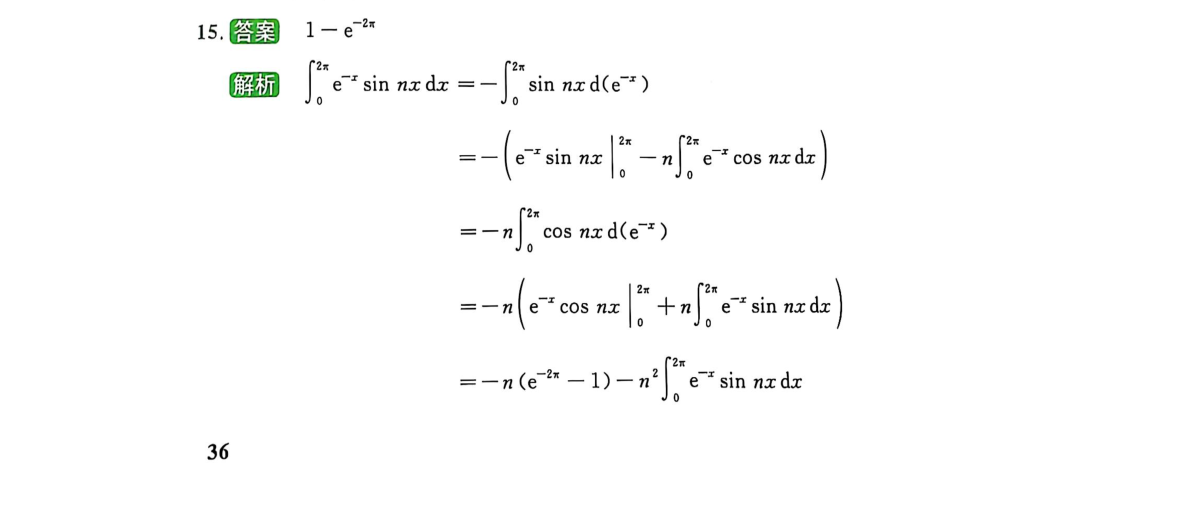 15. 答案 1－e^{-2π}
解析 ∫_0^{2π} e^{-x} sin nx dx = -∫_0^{2π} sin nx d(e^{-x})
= -(e^{-x} sin nx |_0^{2π} - n∫_0^{2π} e^{-x} cos nx dx)
= -n∫_0^{2π} cos nx d(e^{-x})
= -n(e^{-x} cos nx |_0^{2π} + n∫_0^{2π} e^{-x} sin nx dx)
= -n(e^{-2π} - 1) - n^2∫_0^{2π} e^{-x} sin nx dx
36